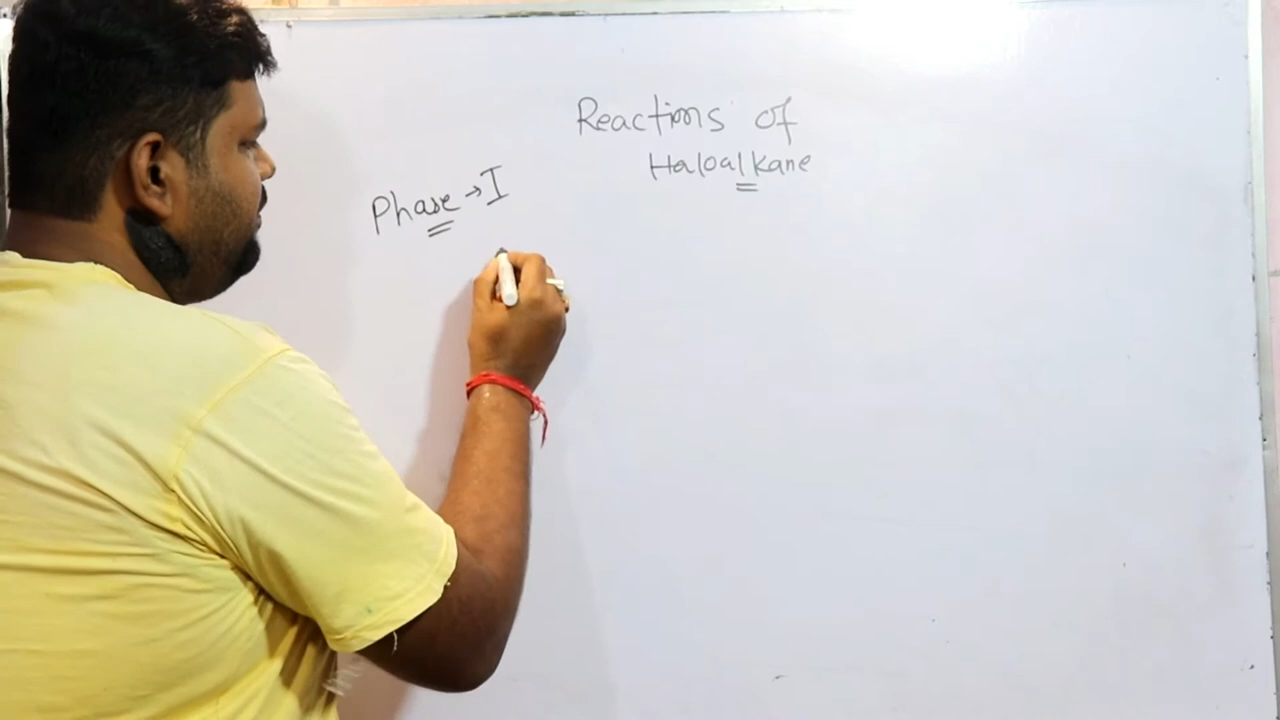 Reactions of
Haloalkane
Phase → I